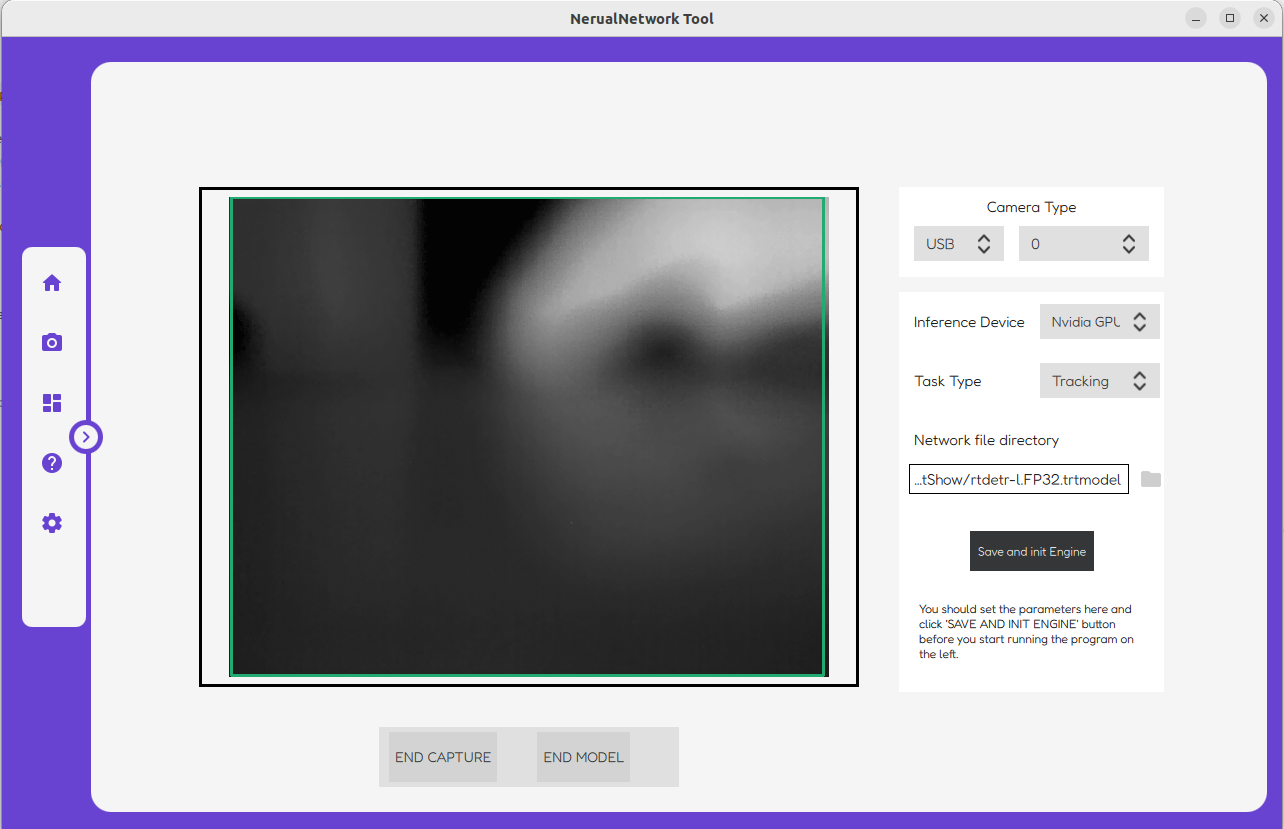 NerualNetwork Tool
Camera Type
USB
0
Inference Device
Nvidia GPU
Task Type
Tracking
Network file directory
...tShow/rtdetr-l.FP32.trtmodel
Save and init Engine
You should set the parameters here and
click 'SAVE AND INIT ENGINE' button
before you start running the program on
the left.
END CAPTURE
END MODEL